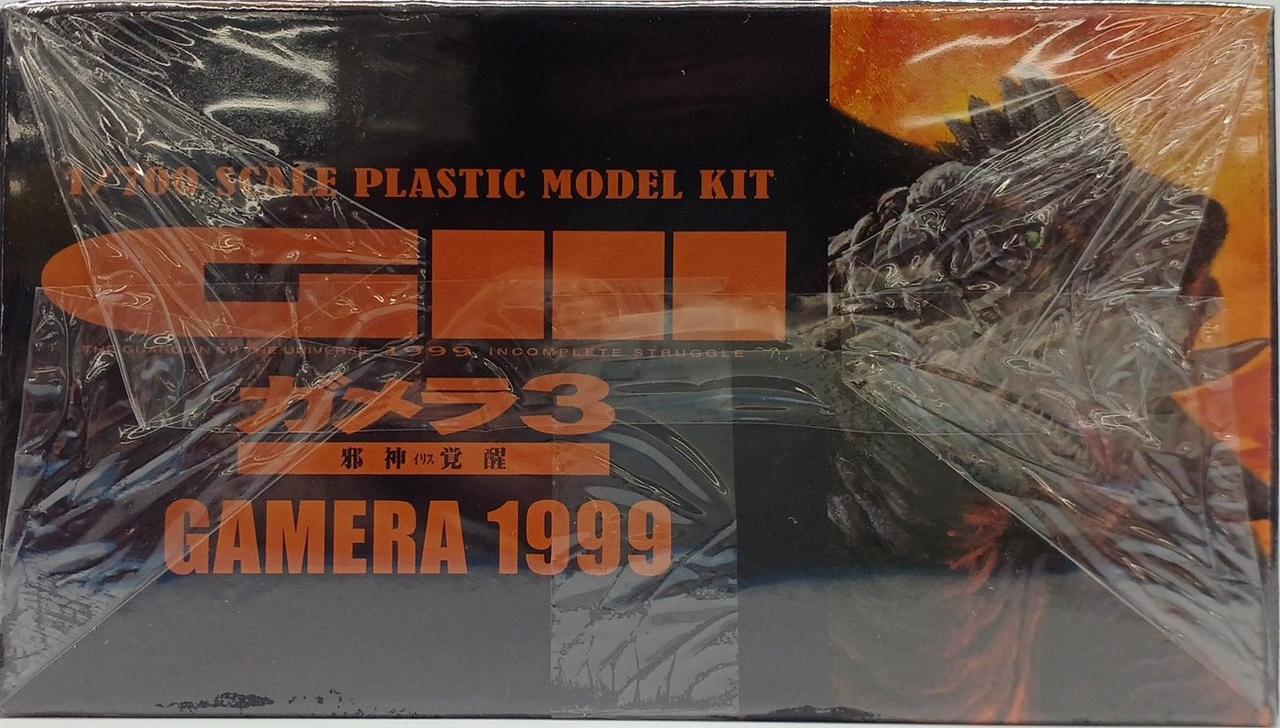 1/700 SCALE PLASTIC MODEL KIT
GIII
THE GUARDIAN OF THE UNIVERSE 1999 INCOMPLETE STRUGGLE
ガメラ3
邪神イリス覚醒
GAMERA 1999